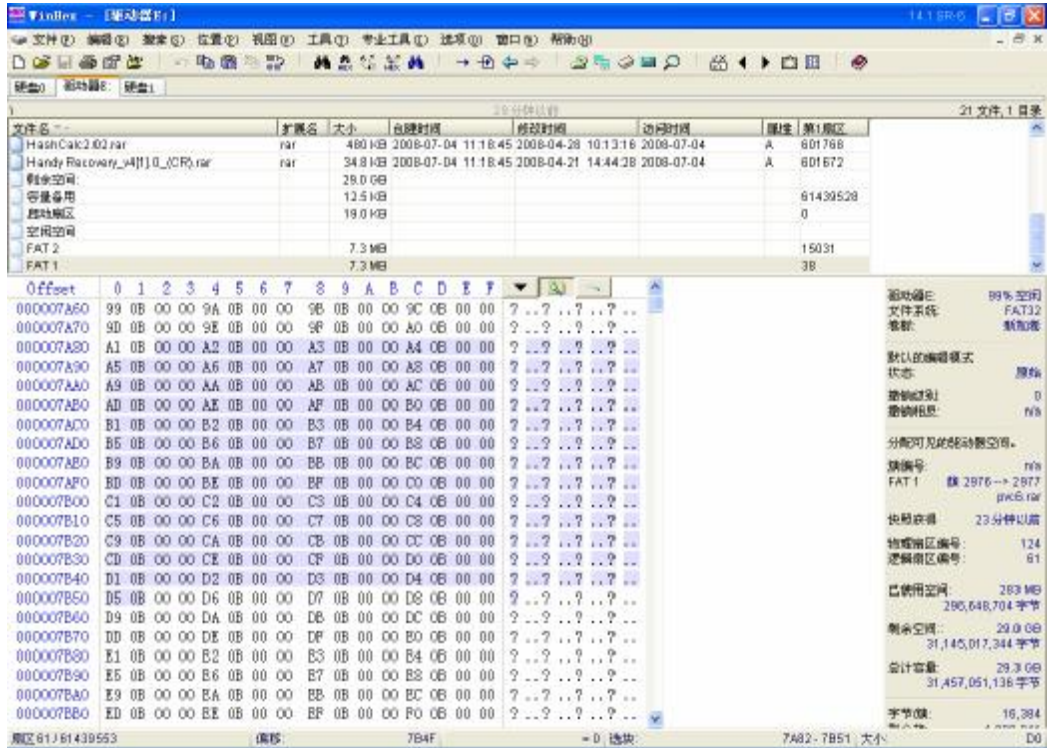 WinHex - [驱动器E:]
14.1 SR-6
文件(F) 编辑(E) 搜索(S) 位置(P) 视图(V) 工具(T) 专业工具(I) 选项(O) 窗口(W) 帮助(H)
硬盘0 驱动器E: 硬盘1
\ 21 文件, 1 目录
文件名 扩展名 大小 创建时间 修改时间 访问时间 属性 第1扇区
HashCalc2.02.rar rar 480 KB 2008-07-04 11:18:45 2008-04-28 10:13:16 2008-07-04 A 601768
Handy Recovery_v4[1].0_(CR).rar rar 34.8 KB 2008-07-04 11:18:45 2008-04-21 14:44:28 2008-07-04 A 601672
剩余空间: 29.0 GB
容量备用 12.5 KB 61439528
启动扇区 19.0 KB 0
空闲空间
FAT 2 7.3 MB 15031
FAT 1 7.3 MB 38
Offset 0 1 2 3 4 5 6 7 8 9 A B C D E F
000007A60 99 0B 00 00 9A 0B 00 00 9B 0B 00 00 9C 0B 00 00 ?..?..?..?..
000007A70 9D 0B 00 00 9E 0B 00 00 9F 0B 00 00 A0 0B 00 00 ?..?..?..?..
000007A80 A1 0B 00 00 A2 0B 00 00 A3 0B 00 00 A4 0B 00 00 ?..?..?..?..
000007A90 A5 0B 00 00 A6 0B 00 00 A7 0B 00 00 A8 0B 00 00 ?..?..?..?..
000007AA0 A9 0B 00 00 AA 0B 00 00 AB 0B 00 00 AC 0B 00 00 ?..?..?..?..
000007AB0 AD 0B 00 00 AE 0B 00 00 AF 0B 00 00 B0 0B 00 00 ?..?..?..?..
000007AC0 B1 0B 00 00 B2 0B 00 00 B3 0B 00 00 B4 0B 00 00 ?..?..?..?..
000007AD0 B5 0B 00 00 B6 0B 00 00 B7 0B 00 00 B8 0B 00 00 ?..?..?..?..
000007AE0 B9 0B 00 00 BA 0B 00 00 BB 0B 00 00 BC 0B 00 00 ?..?..?..?..
000007AF0 BD 0B 00 00 BE 0B 00 00 BF 0B 00 00 C0 0B 00 00 ?..?..?..?..
000007B00 C1 0B 00 00 C2 0B 00 00 C3 0B 00 00 C4 0B 00 00 ?..?..?..?..
000007B10 C5 0B 00 00 C6 0B 00 00 C7 0B 00 00 C8 0B 00 00 ?..?..?..?..
000007B20 C9 0B 00 00 CA 0B 00 00 CB 0B 00 00 CC 0B 00 00 ?..?..?..?..
000007B30 CD 0B 00 00 CE 0B 00 00 CF 0B 00 00 D0 0B 00 00 ?..?..?..?..
000007B40 D1 0B 00 00 D2 0B 00 00 D3 0B 00 00 D4 0B 00 00 ?..?..?..?..
000007B50 D5 0B 00 00 D6 0B 00 00 D7 0B 00 00 D8 0B 00 00 ?..?..?..?..
000007B60 D9 0B 00 00 DA 0B 00 00 DB 0B 00 00 DC 0B 00 00 ?..?..?..?..
000007B70 DD 0B 00 00 DE 0B 00 00 DF 0B 00 00 E0 0B 00 00 ?..?..?..?..
000007B80 E1 0B 00 00 E2 0B 00 00 E3 0B 00 00 E4 0B 00 00 ?..?..?..?..
000007B90 E5 0B 00 00 E6 0B 00 00 E7 0B 00 00 E8 0B 00 00 ?..?..?..?..
000007BA0 E9 0B 00 00 EA 0B 00 00 EB 0B 00 00 EC 0B 00 00 ?..?..?..?..
000007BB0 ED 0B 00 00 EE 0B 00 00 EF 0B 00 00 F0 0B 00 00 ?..?..?..?..
驱动器E: 99% 空闲
文件系统: FAT32
卷标: 新加卷
默认的编辑模式
状态: 原始
撤销级别: 0
撤销相反: n/a
分配可见的驱动器空间。
簇编号: n/a
FAT 1 簇 2976 --> 2977
pvc6.rar
快照获得 23 分钟以前
物理扇区编号: 124
逻辑扇区编号: 61
已使用空间: 283 MB
296,648,704 字节
剩余空间: 29.0 GB
31,145,017,344 字节
总计容量: 29.3 GB
31,457,051,136 字节
字节/簇: 16,384
扇区 61 / 61439553 偏移: 7B4F = 0 选块: 7A82 - 7B51 大小: D0